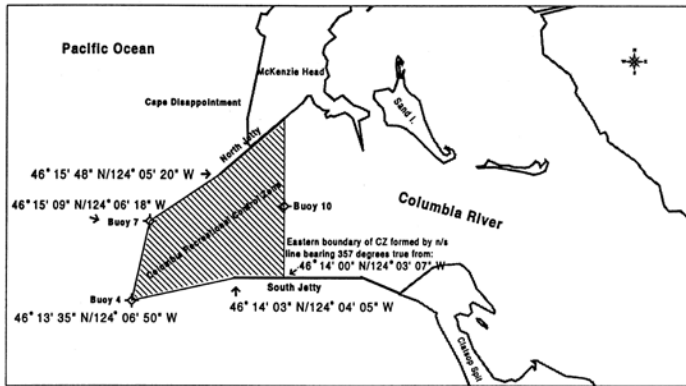 Pacific Ocean
McKenzie Head
Cape Disappointment
Sand I.
North Jetty
46° 15' 48" N/124° 05' 20" W
46° 15' 09" N/124° 06' 18" W
Buoy 7
Buoy 10
Columbia Recreational Control Zone
Columbia River
Eastern boundary of CZ formed by n/s
line bearing 357 degrees true from:
46° 14' 00" N/124° 03' 07" W
Buoy 4
South Jetty
46° 13' 35" N/124° 06' 50" W
46° 14' 03" N/124° 04' 05" W
Clatsop Spit